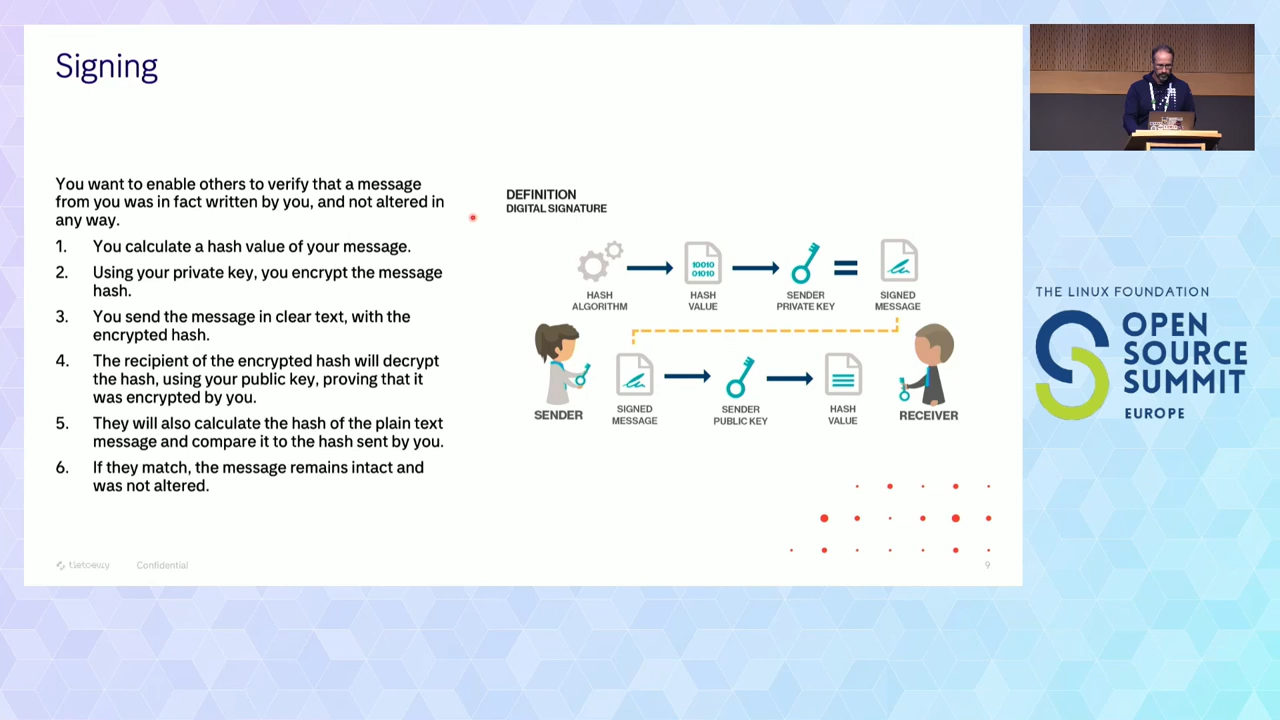 Signing
You want to enable others to verify that a message
from you was in fact written by you, and not altered in
any way.
1. You calculate a hash value of your message.
2. Using your private key, you encrypt the message
hash.
3. You send the message in clear text, with the
encrypted hash.
4. The recipient of the encrypted hash will decrypt
the hash, using your public key, proving that it
was encrypted by you.
5. They will also calculate the hash of the plain text
message and compare it to the hash sent by you.
6. If they match, the message remains intact and
was not altered.
DEFINITION
DIGITAL SIGNATURE
10010
01010
HASH
ALGORITHM
HASH
VALUE
SENDER
PRIVATE KEY
SIGNED
MESSAGE
SENDER
SIGNED
MESSAGE
SENDER
PUBLIC KEY
HASH
VALUE
RECEIVER
tietoevry
Confidential
9
THE LINUX FOUNDATION
OPEN
SOURCE
SUMMIT
EUROPE